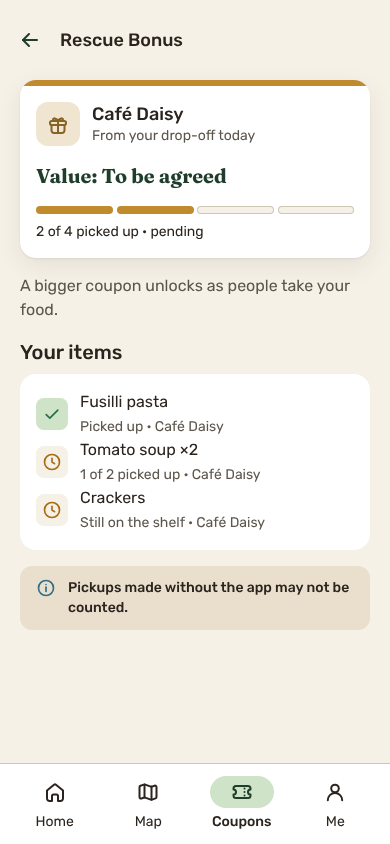 Rescue Bonus
Café Daisy
From your drop-off today
Value: To be agreed
2 of 4 picked up • pending
A bigger coupon unlocks as people take your
food.
Your items
Fusilli pasta
Picked up • Café Daisy
Tomato soup ×2
1 of 2 picked up • Café Daisy
Crackers
Still on the shelf • Café Daisy
Pickups made without the app may not be
counted.
Home
Map
Coupons
Me